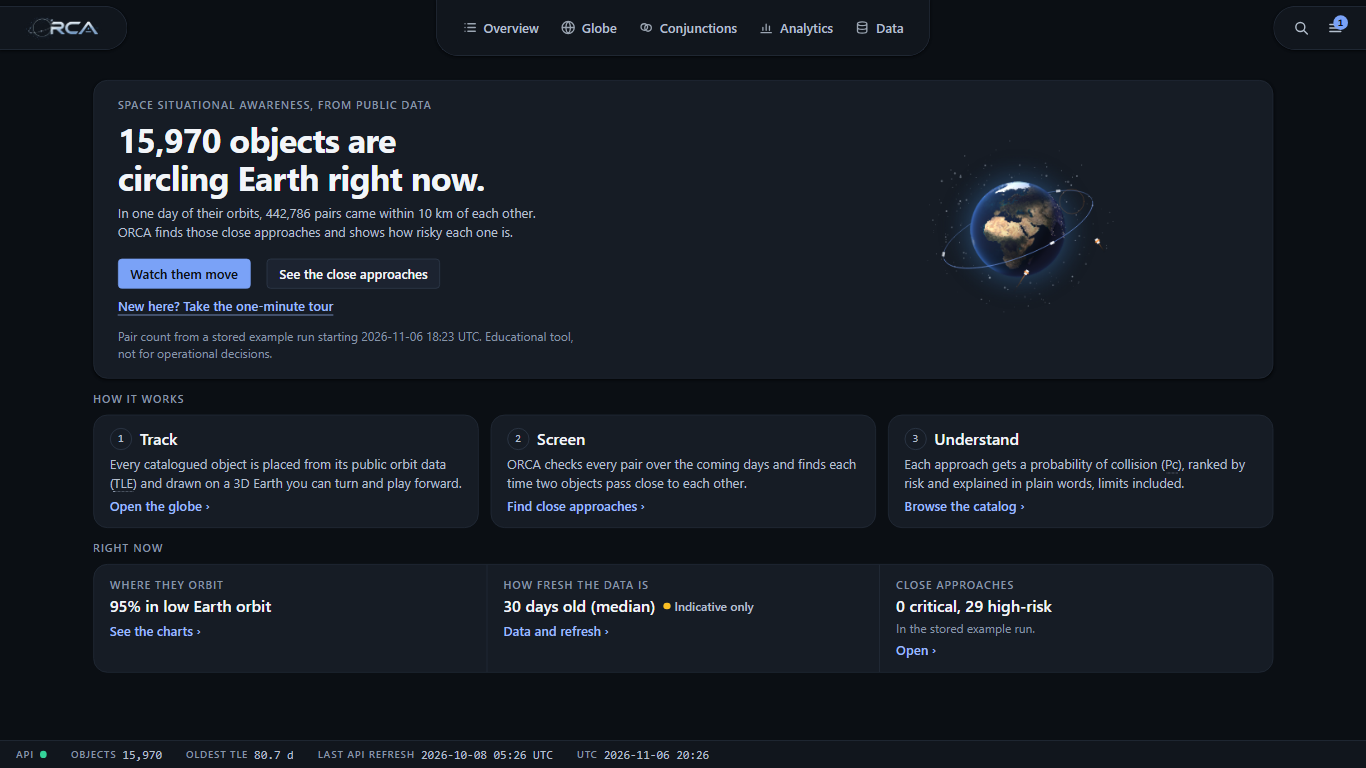 ORCA
Overview
Globe
Conjunctions
Analytics
Data
1
SPACE SITUATIONAL AWARENESS, FROM PUBLIC DATA
15,970 objects are
circling Earth right now.
In one day of their orbits, 442,786 pairs came within 10 km of each other.
ORCA finds those close approaches and shows how risky each one is.
Watch them move
See the close approaches
New here? Take the one-minute tour
Pair count from a stored example run starting 2026-11-06 18:23 UTC. Educational tool,
not for operational decisions.
HOW IT WORKS
1 Track
Every catalogued object is placed from its public orbit data
(TLE) and drawn on a 3D Earth you can turn and play forward.
Open the globe ›
2 Screen
ORCA checks every pair over the coming days and finds each
time two objects pass close to each other.
Find close approaches ›
3 Understand
Each approach gets a probability of collision (Pc), ranked by
risk and explained in plain words, limits included.
Browse the catalog ›
RIGHT NOW
WHERE THEY ORBIT
95% in low Earth orbit
See the charts ›
HOW FRESH THE DATA IS
30 days old (median) Indicative only
Data and refresh ›
CLOSE APPROACHES
0 critical, 29 high-risk
In the stored example run.
Open ›
API OBJECTS 15,970 OLDEST TLE 80.7 d LAST API REFRESH 2026-10-08 05:26 UTC UTC 2026-11-06 20:26